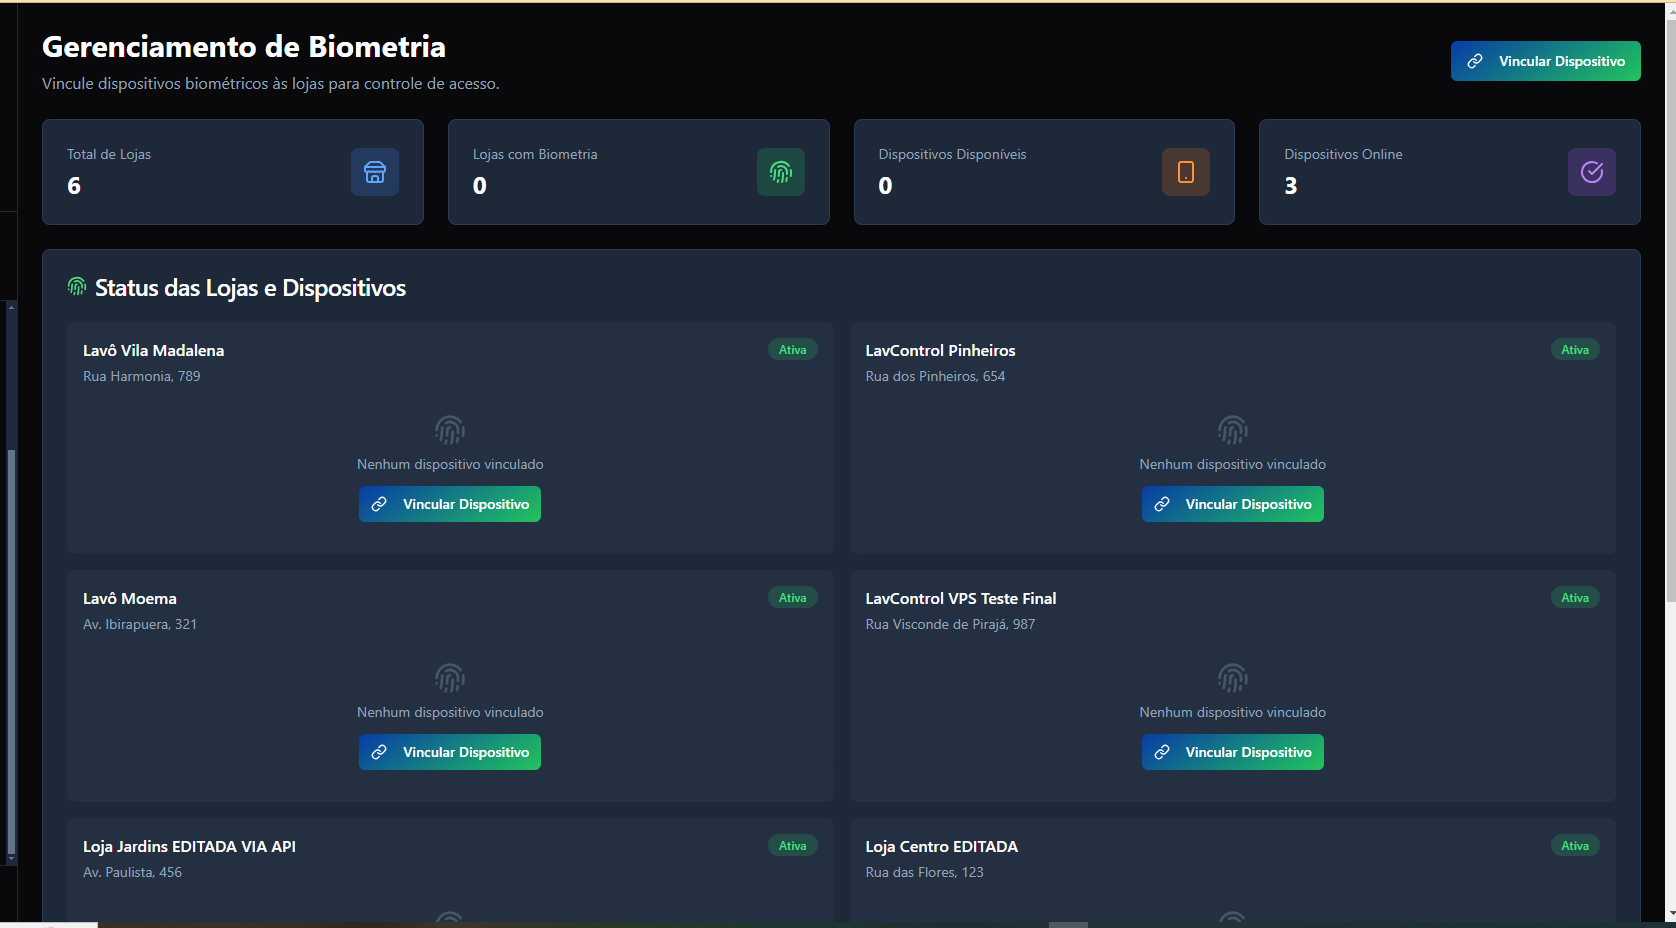 Gerenciamento de Biometria
Vincule dispositivos biométricos às lojas para controle de acesso.
Vincular Dispositivo
Total de Lojas
6
Lojas com Biometria
0
Dispositivos Disponíveis
0
Dispositivos Online
3
Status das Lojas e Dispositivos
Lavô Vila Madalena
Ativa
Rua Harmonia, 789
Nenhum dispositivo vinculado
Vincular Dispositivo
LavControl Pinheiros
Ativa
Rua dos Pinheiros, 654
Nenhum dispositivo vinculado
Vincular Dispositivo
Lavô Moema
Ativa
Av. Ibirapuera, 321
Nenhum dispositivo vinculado
Vincular Dispositivo
LavControl VPS Teste Final
Ativa
Rua Visconde de Pirajá, 987
Nenhum dispositivo vinculado
Vincular Dispositivo
Loja Jardins EDITADA VIA API
Ativa
Av. Paulista, 456
Loja Centro EDITADA
Ativa
Rua das Flores, 123